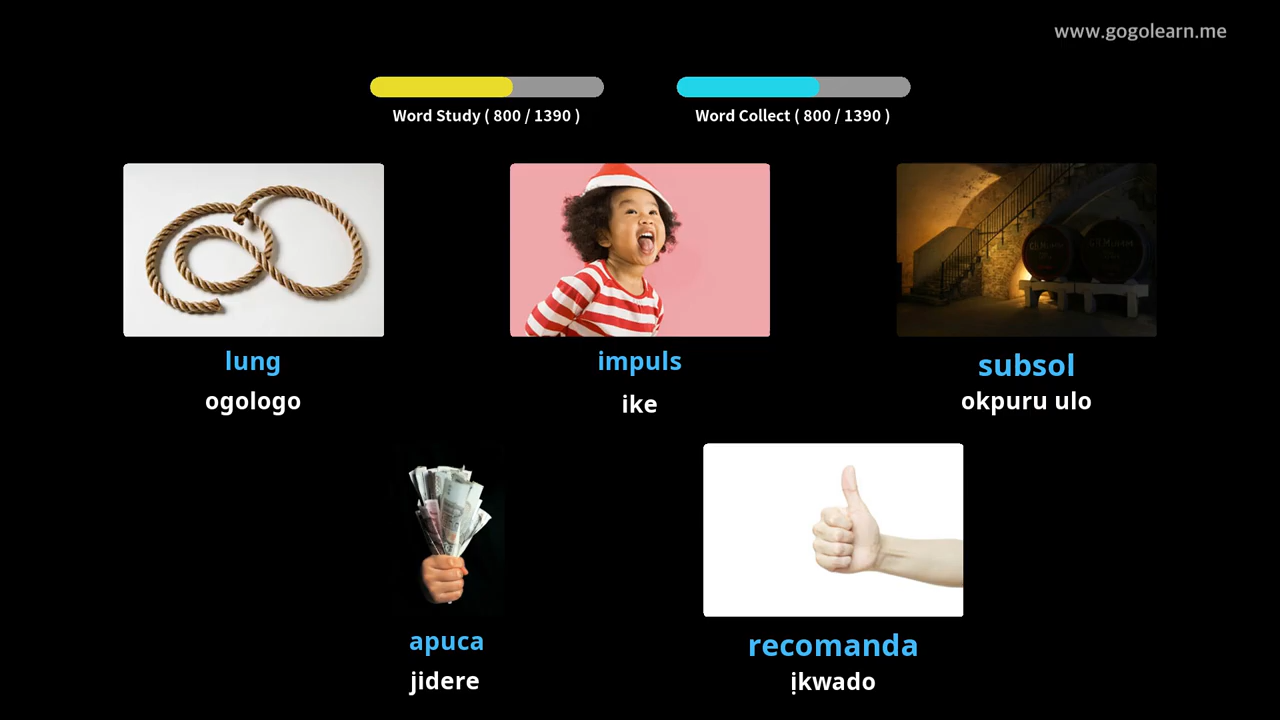 www.gogolearn.me
Word Study ( 800 / 1390 )
Word Collect ( 800 / 1390 )
lung
ogologo
impuls
ike
subsol
okpuru ulo
apuca
jidere
recomanda
ịkwado